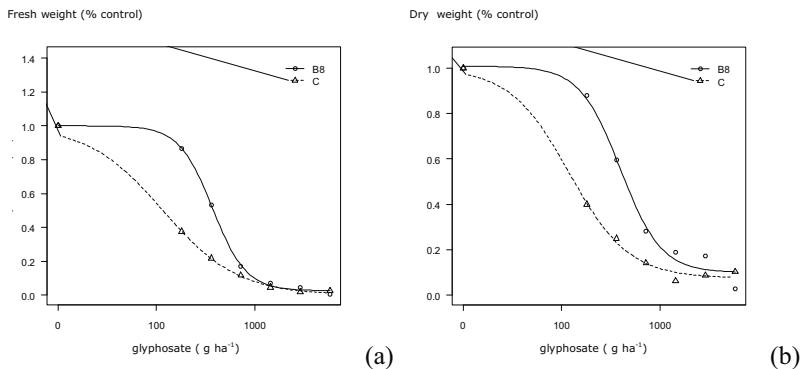 Fresh weight (% control)
1.4
1.2
1.0
0.8
0.6
0.4
0.2
0.0
B8
C
0 100 1000
glyphosate ( g ha⁻¹)
(a)
Dry weight (% control)
1.0
0.8
0.6
0.4
0.2
0.0
B8
C
0 100 1000
glyphosate ( g ha⁻¹)
(b)